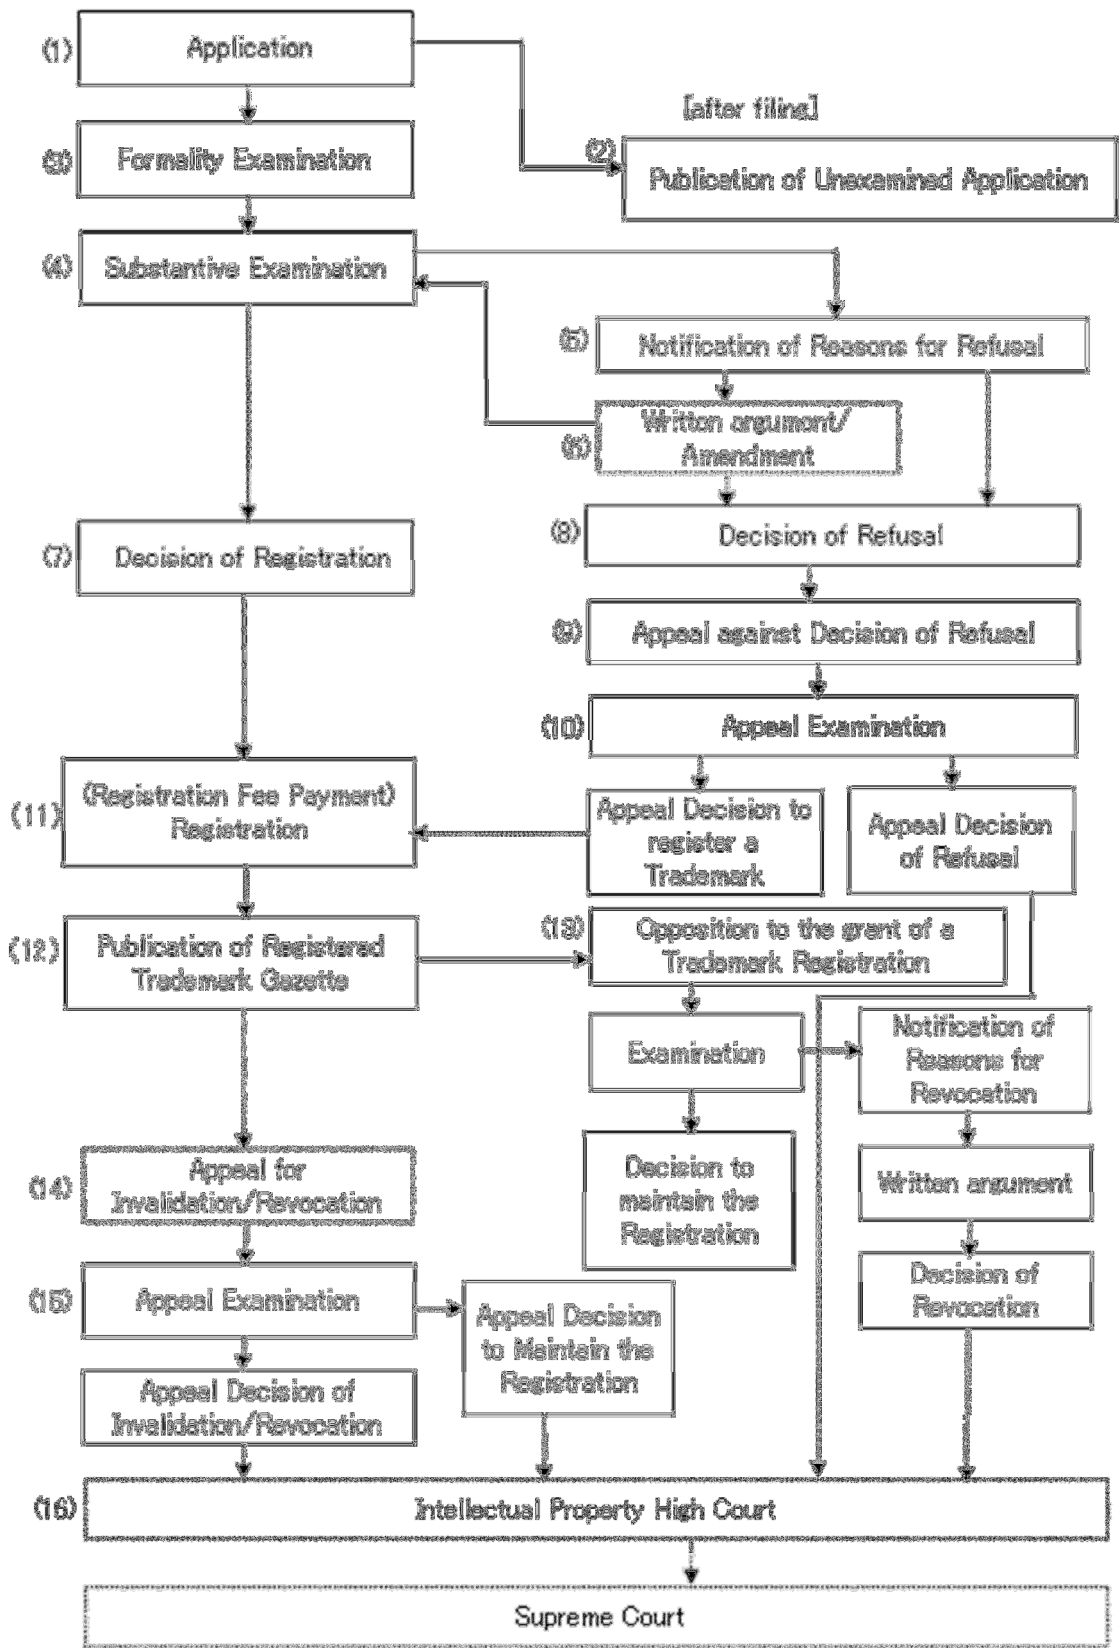 (1)
Application
[after filing]
(2)
Publication of Unexamined Application
(3)
Formality Examination
(4)
Substantive Examination
(5)
Notification of Reasons for Refusal
(6)
Written argument/
Amendment
(7)
Decision of Registration
(8)
Decision of Refusal
(9)
Appeal against Decision of Refusal
(10)
Appeal Examination
(11)
(Registration Fee Payment)
Registration
Appeal Decision to
register a
Trademark
Appeal Decision
of Refusal
(12)
Publication of Registered
Trademark Gazette
(13)
Opposition to the grant of a
Trademark Registration
Examination
Notification of
Reasons for
Revocation
Decision to
maintain the
Registration
Written argument
Decision of
Revocation
(14)
Appeal for
Invalidation/Revocation
(15)
Appeal Examination
Appeal Decision
to Maintain the
Registration
Appeal Decision of
Invalidation/Revocation
(16)
Intellectual Property High Court
Supreme Court